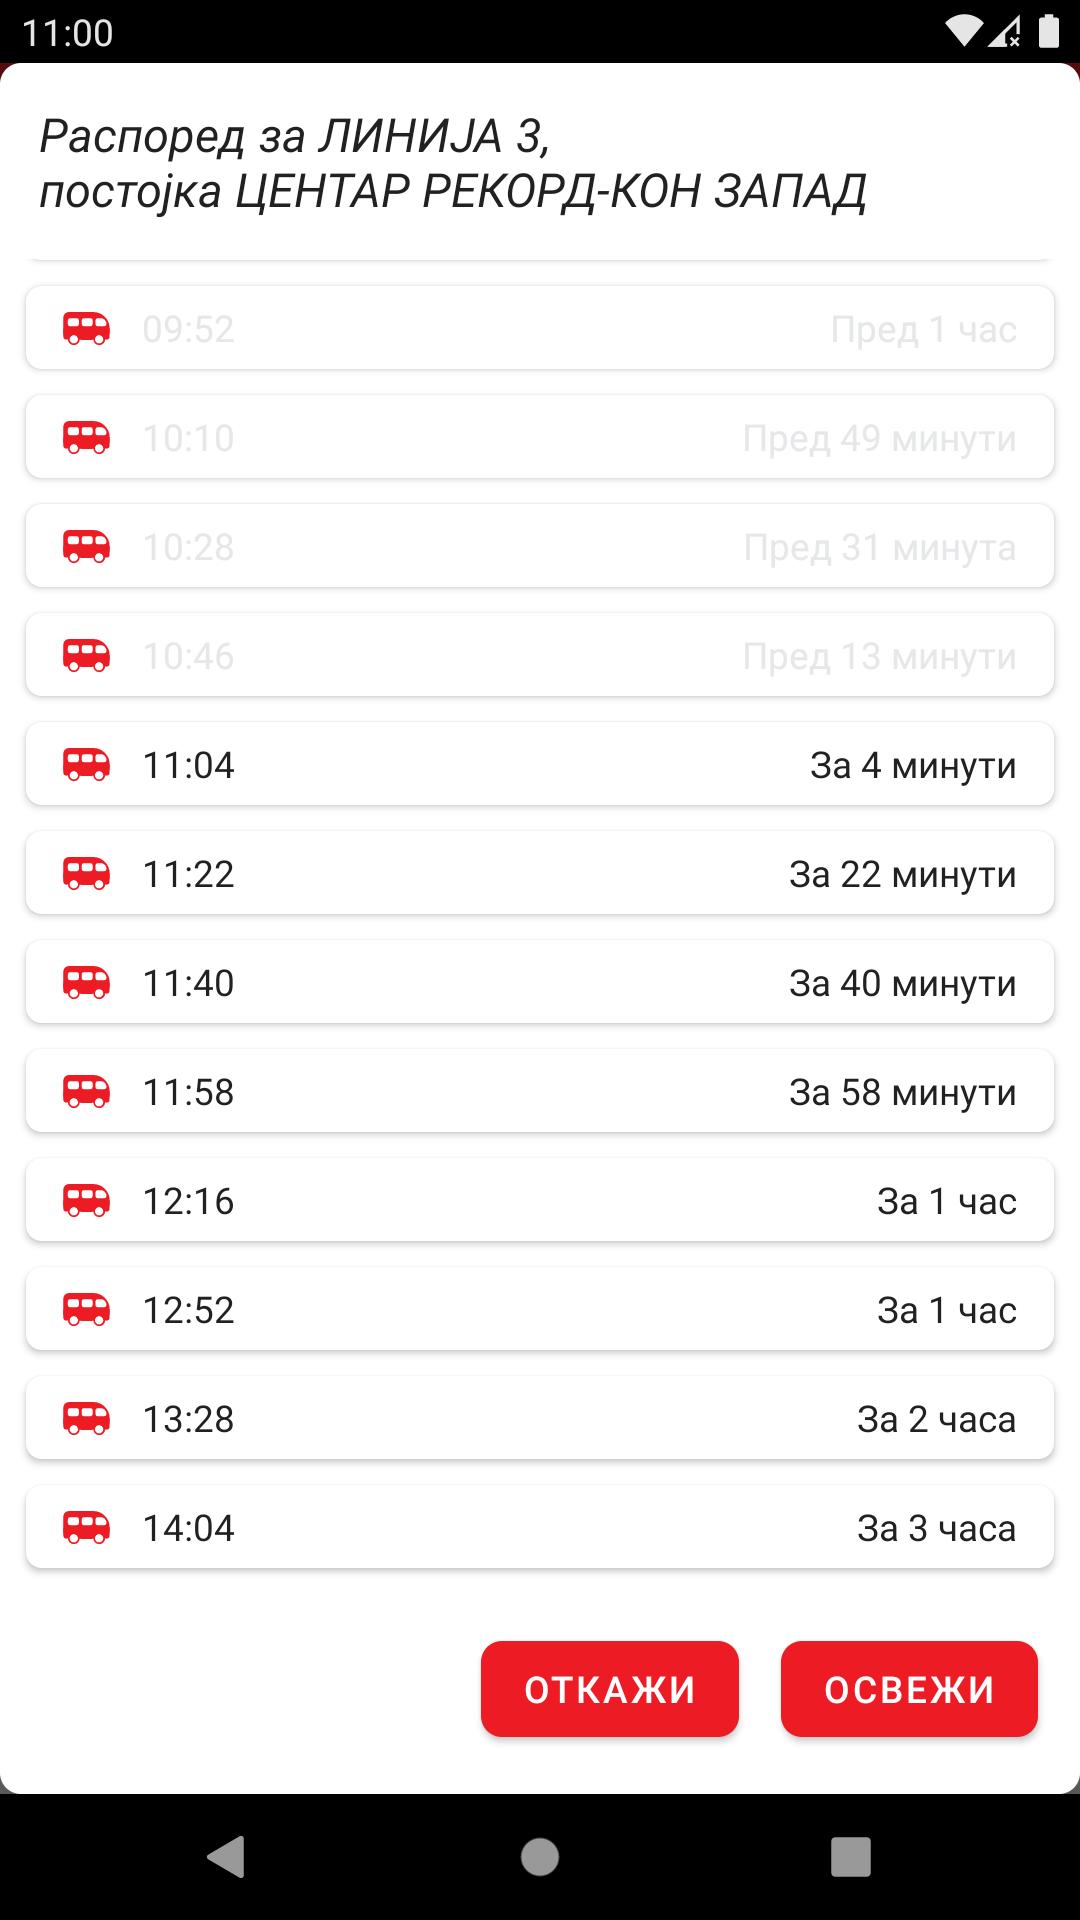 11:00
Распоред за ЛИНИЈА 3,
постојка ЦЕНТАР РЕКОРД-КОН ЗАПАД
09:52 Пред 1 час
10:10 Пред 49 минути
10:28 Пред 31 минута
10:46 Пред 13 минути
11:04 За 4 минути
11:22 За 22 минути
11:40 За 40 минути
11:58 За 58 минути
12:16 За 1 час
12:52 За 1 час
13:28 За 2 часа
14:04 За 3 часа
ОТКАЖИ ОСВЕЖИ